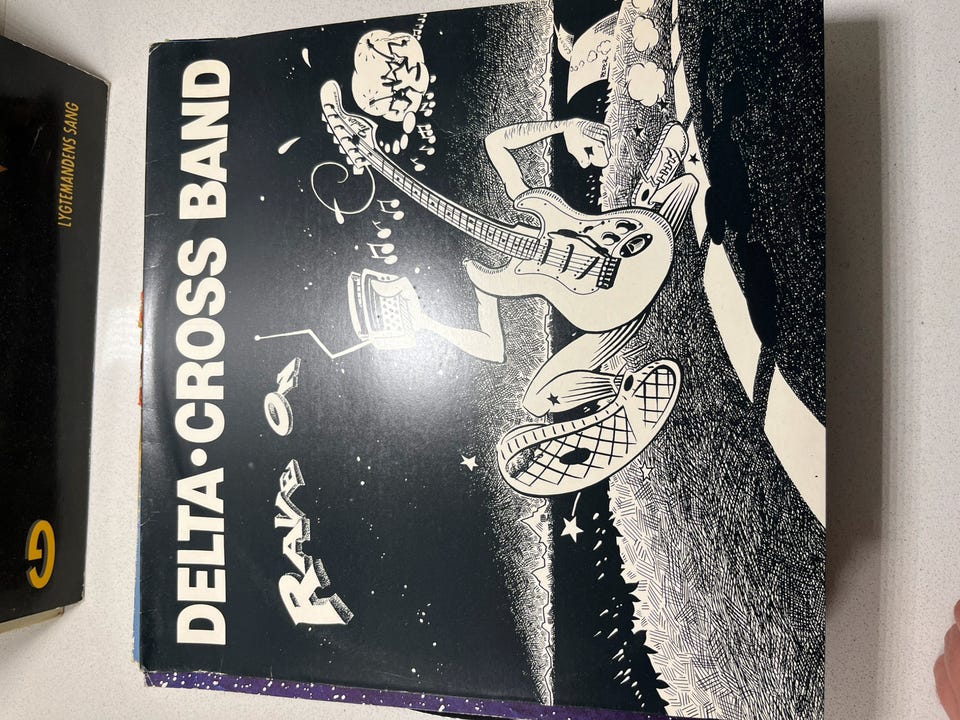 DELTA·CROSS BAND
RAVE ON
LYGTEMANDENS SANG
G